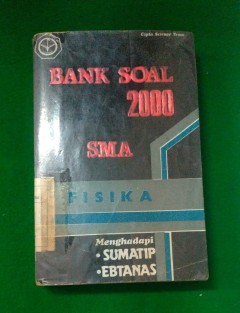 BANK SOAL
2000
SMA
FISIKA
Menghadapi
•SUMATIP
•EBTANAS